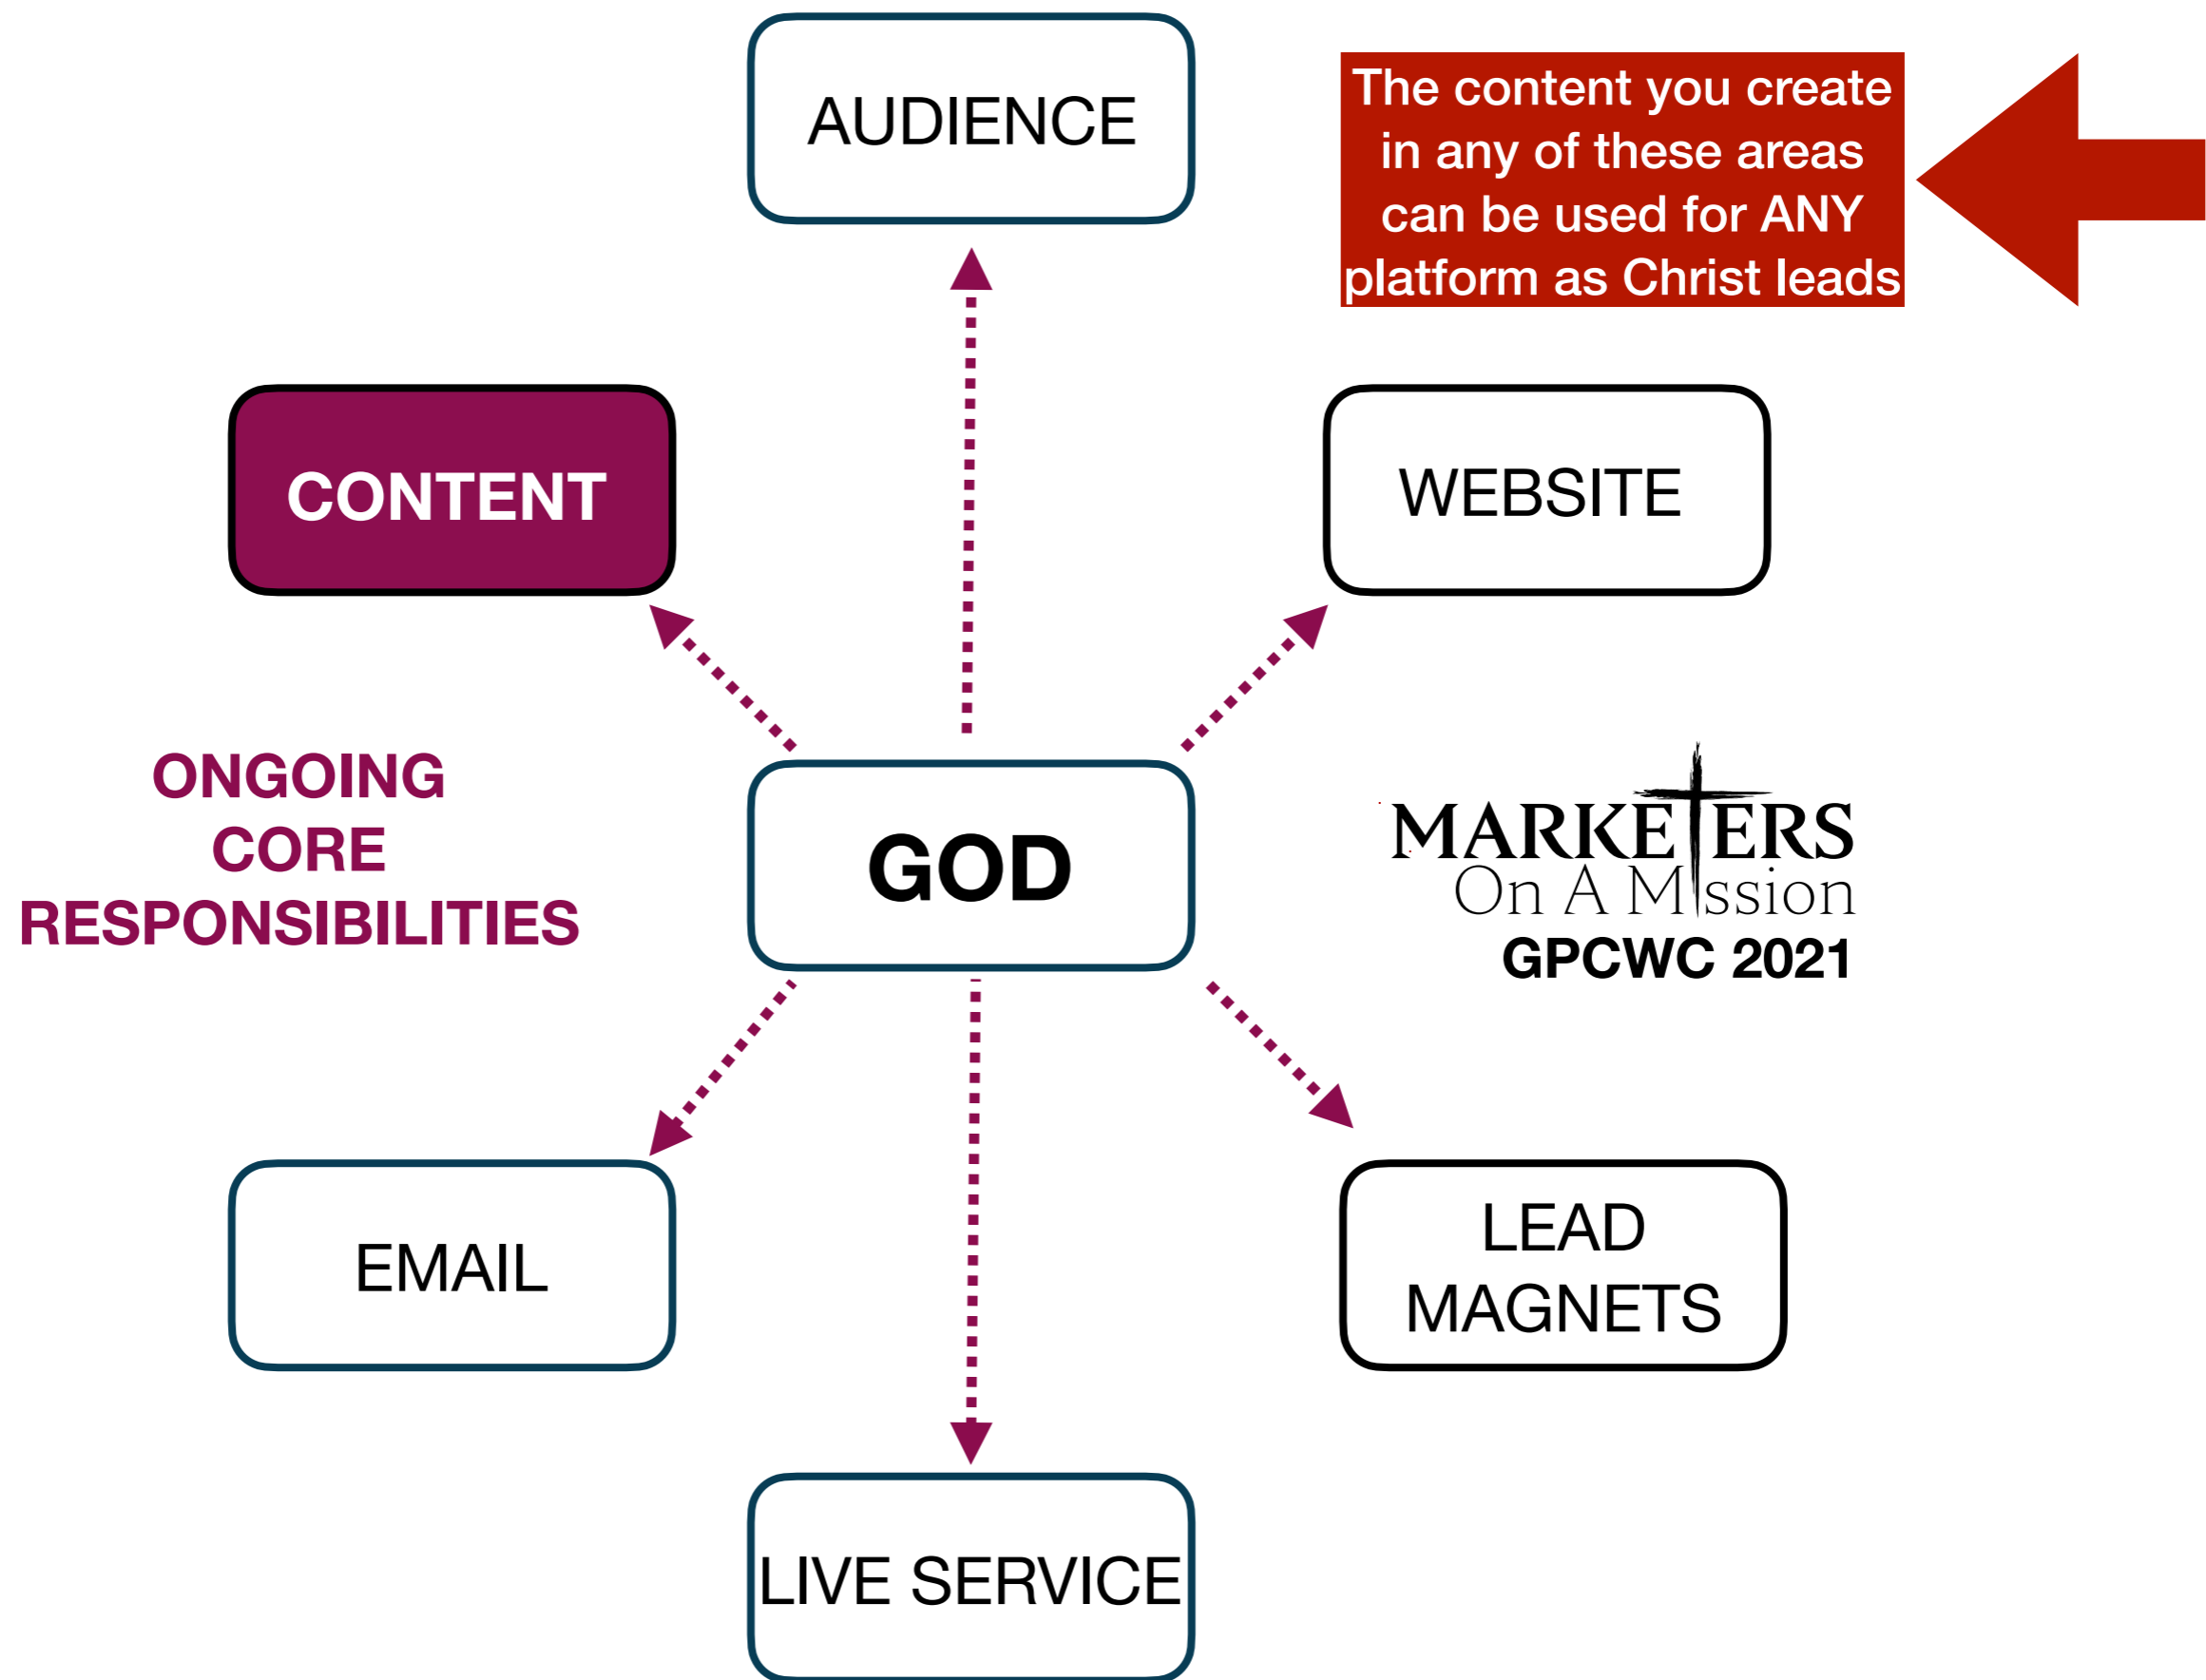 AUDIENCE
The content you create
in any of these areas
can be used for ANY
platform as Christ leads
CONTENT
WEBSITE
ONGOING
CORE
RESPONSIBILITIES
GOD
MARKETERS
On A Mission
GPCWC 2021
EMAIL
LEAD
MAGNETS
LIVE SERVICE